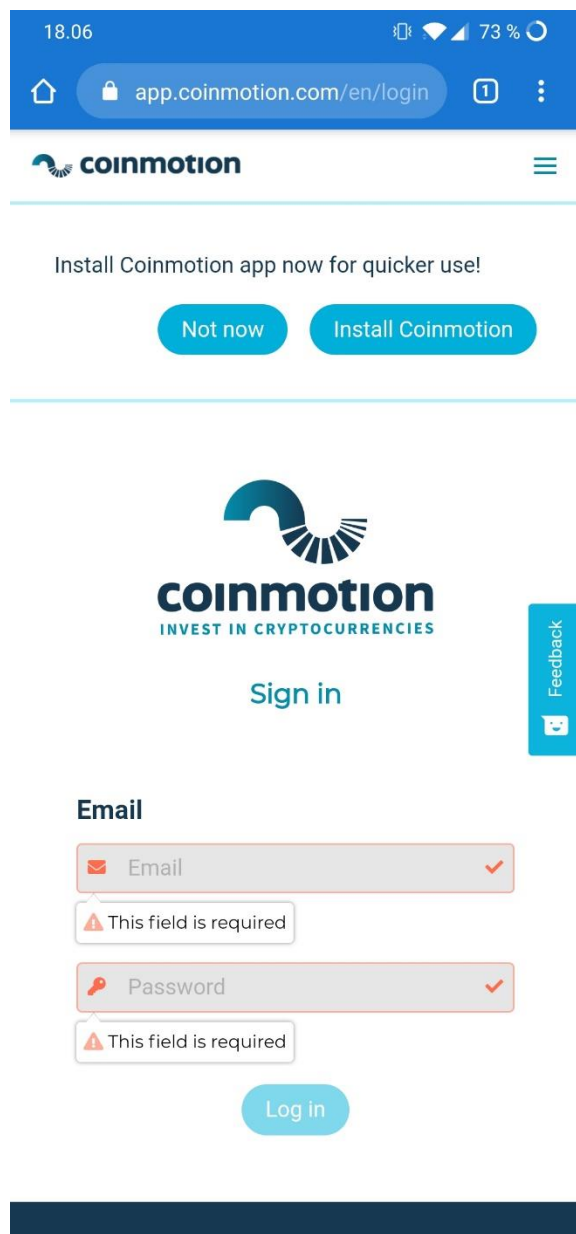 18.06
73 %
app.coinmotion.com/en/login
1
coinmotion
Install Coinmotion app now for quicker use!
Not now
Install Coinmotion
coinmotion
INVEST IN CRYPTOCURRENCIES
Feedback
Sign in
Email
Email
This field is required
Password
This field is required
Log in